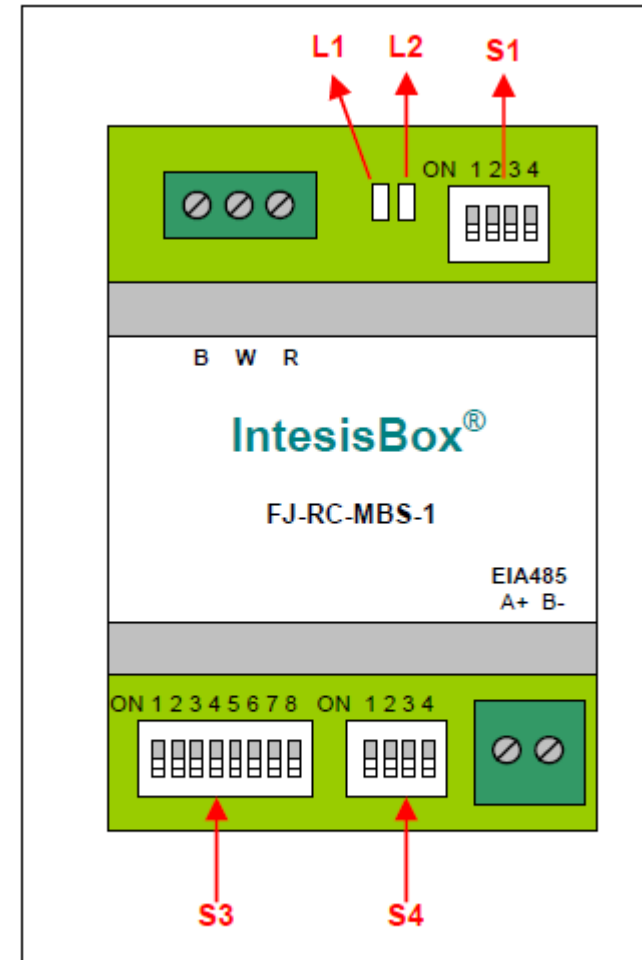 L1 L2 S1
ON 1 2 3 4
B W R
IntesisBox®
FJ-RC-MBS-1
EIA485
A+ B-
ON 1 2 3 4 5 6 7 8 ON 1 2 3 4
S3 S4